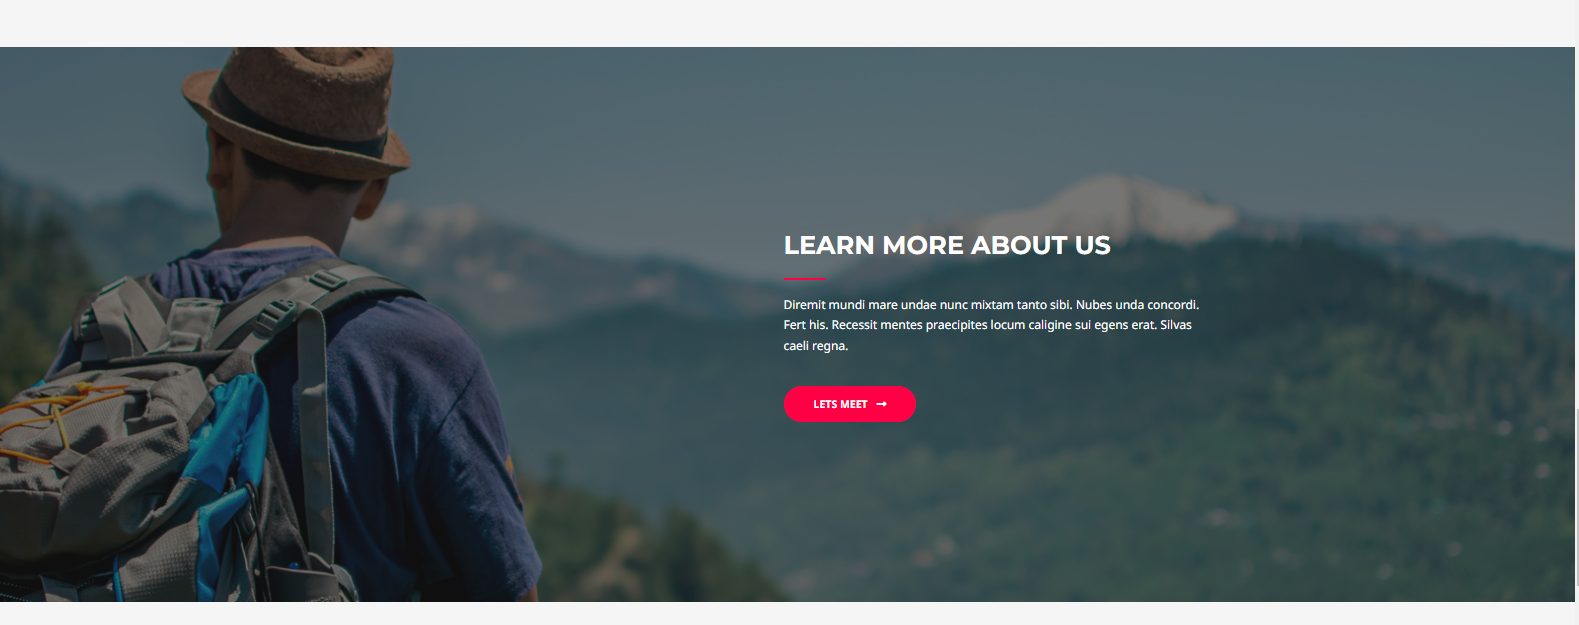 LEARN MORE ABOUT US
Diremit mundi mare undae nunc mixtam tanto sibi. Nubes unda concordi.
Fert his. Recessit mentes praecipites locum caligine sui egens erat. Silvas
caeli regna.
LETS MEET →